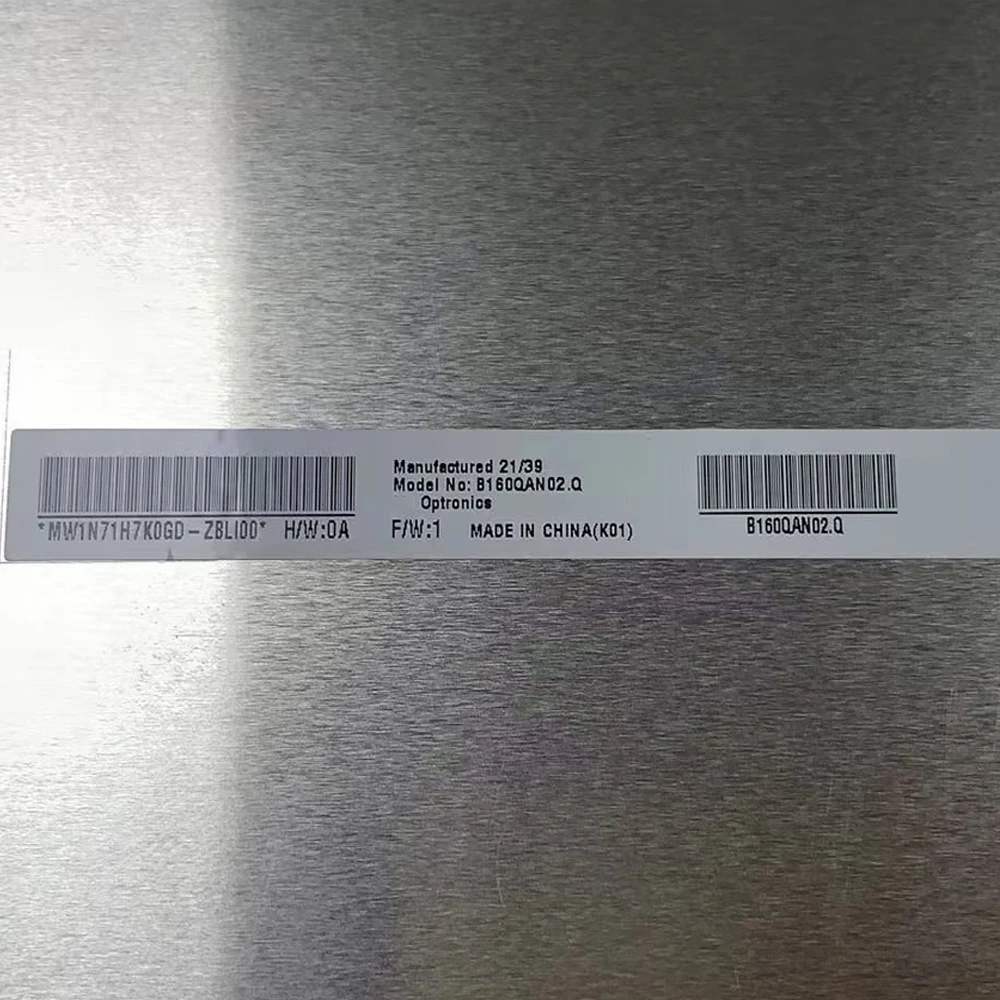 Manufactured 21/39
Model No: B160QAN02.Q
Optronics
*MW1N71H7K0GD-ZBLI00* H/W:0A F/W:1 MADE IN CHINA(K01)
B160QAN02.Q